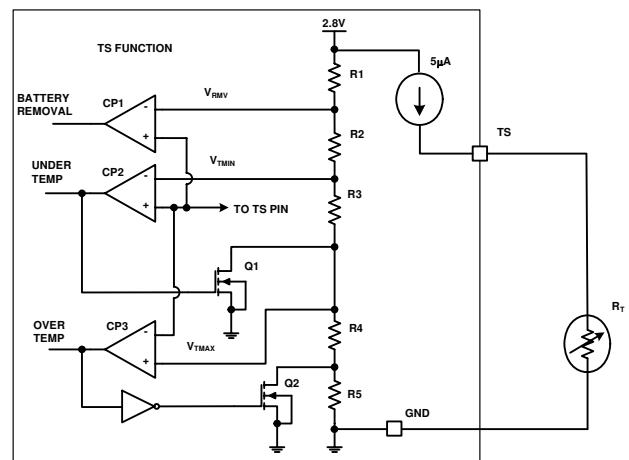 2.8V
TS FUNCTION
R1
5µA
BATTERY
REMOVAL
CP1
-
+
VRMV
R2
TS
UNDER
TEMP
CP2
-
+
VTMIN
R3
TO TS PIN
Q1
OVER
TEMP
CP3
-
+
VTMAX
R4
RT
Q2
R5
GND